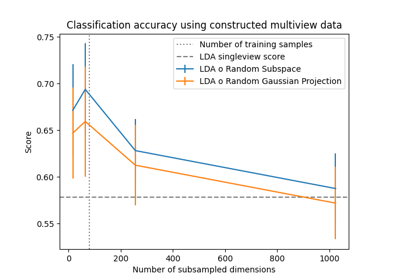 Classification accuracy using constructed multiview data
Number of training samples
LDA singleview score
LDA o Random Subspace
LDA o Random Gaussian Projection
0.75
0.70
0.65
0.60
0.55
Score
0
200
400
600
800
1000
Number of subsampled dimensions